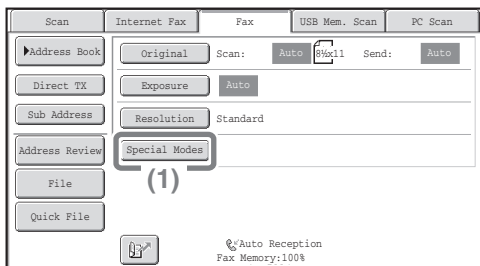 Scan Internet Fax Fax USB Mem. Scan PC Scan
Address Book Original Scan: Auto 8½x11 Send: Auto
Direct TX Exposure Auto
Sub Address Resolution Standard
Address Review Special Modes
(1)
File
Quick File
Auto Reception
Fax Memory:100%